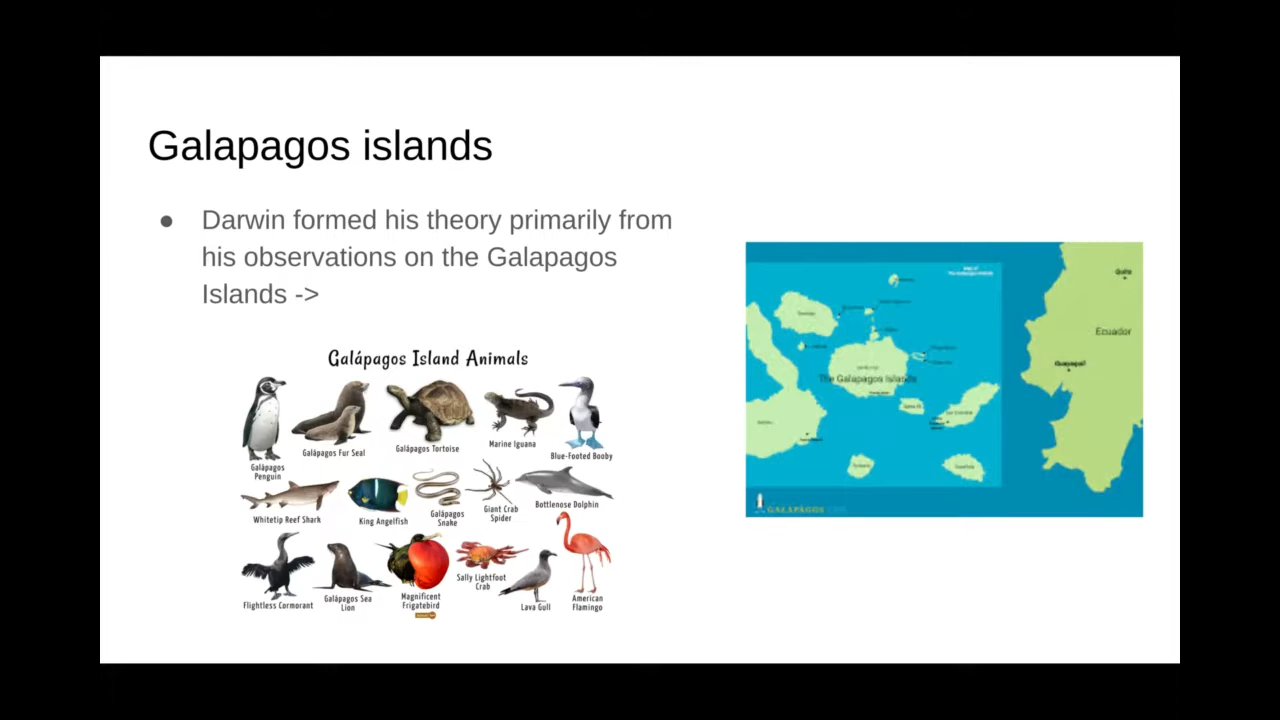 Galapagos islands
● Darwin formed his theory primarily from
his observations on the Galapagos
Islands ->
Galápagos Island Animals
Galápagos
Penguin
Galápagos Fur Seal
Galápagos Tortoise
Marine Iguana
Blue-Footed Booby
Whitetip Reef Shark
King Angelfish
Galápagos
Snake
Giant Crab
Spider
Bottlenose Dolphin
Flightless Cormorant
Galápagos Sea
Lion
Magnificent
Frigatebird
Sally Lightfoot
Crab
Lava Gull
American
Flamingo
The Galapagos Islands
Quito
Ecuador
Guayaquil
GALAPAGOS